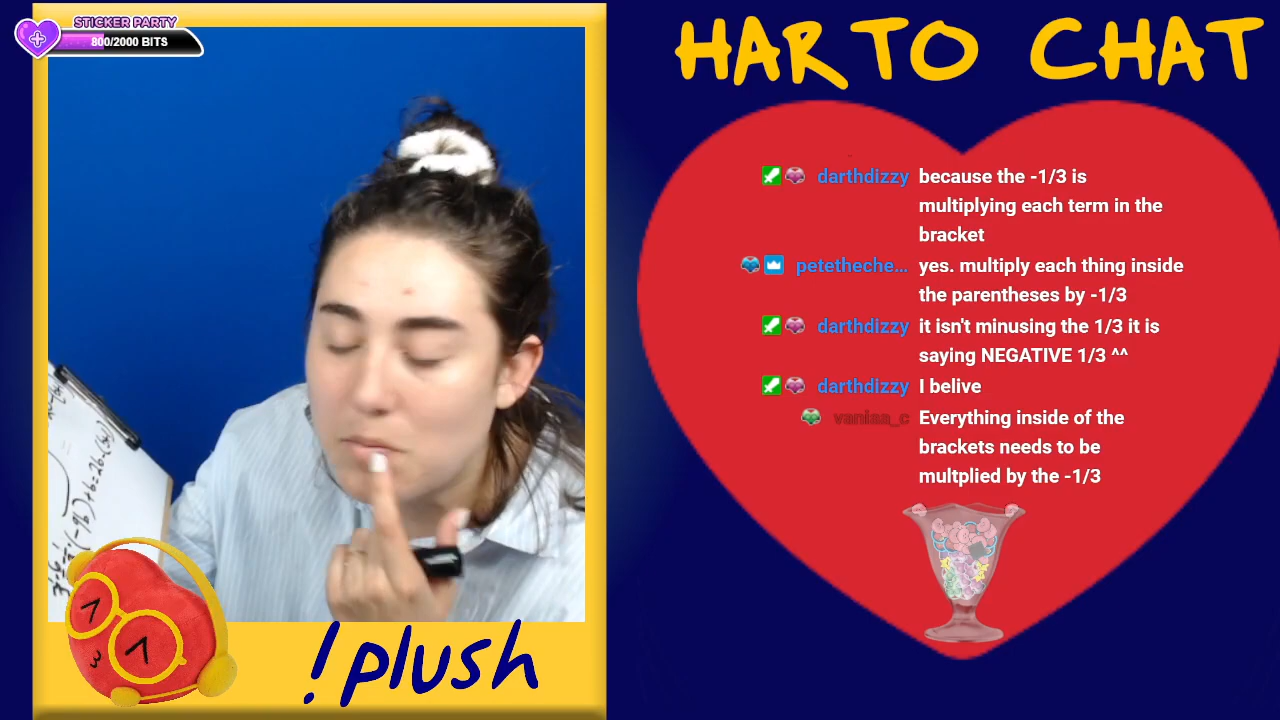 STICKER PARTY
800/2000 BITS
HAR TO CHAT
darthdizzy because the -1/3 is
multiplying each term in the
bracket
petetheche... yes. multiply each thing inside
the parentheses by -1/3
darthdizzy it isn't minusing the 1/3 it is
saying NEGATIVE 1/3 ^^
darthdizzy I belive
vanisa_c Everything inside of the
brackets needs to be
multplied by the -1/3
!plush